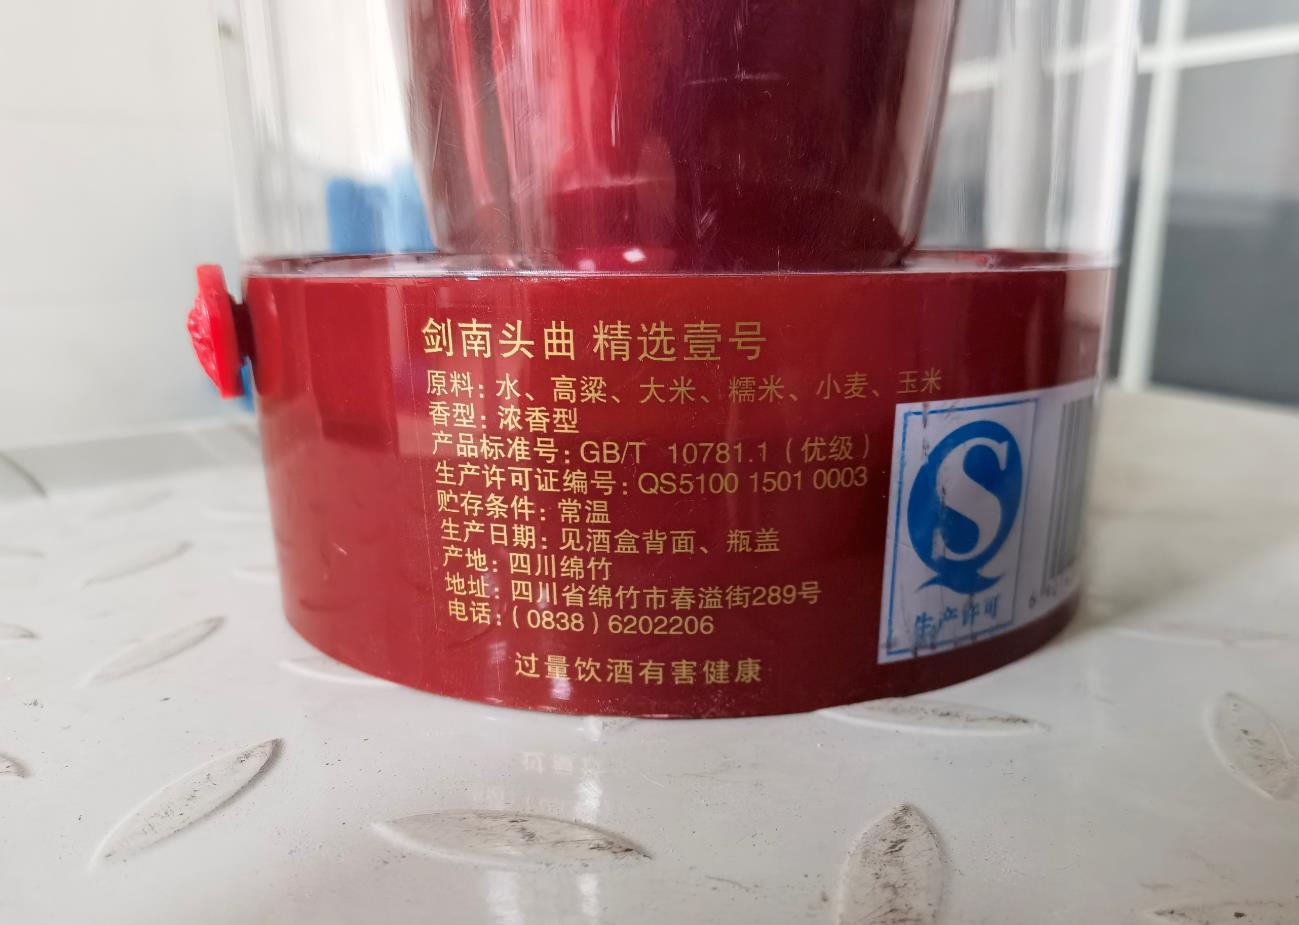 剑南头曲 精选壹号
原料：水、高粱、大米、糯米、小麦、玉米
香型：浓香型
产品标准号：GB/T 10781.1（优级）
生产许可证编号：QS5100 1501 0003
贮存条件：常温
生产日期：见酒盒背面、瓶盖
产地：四川绵竹
地址：四川省绵竹市春溢街289号
电话：（0838）6202206
过量饮酒有害健康
生产许可